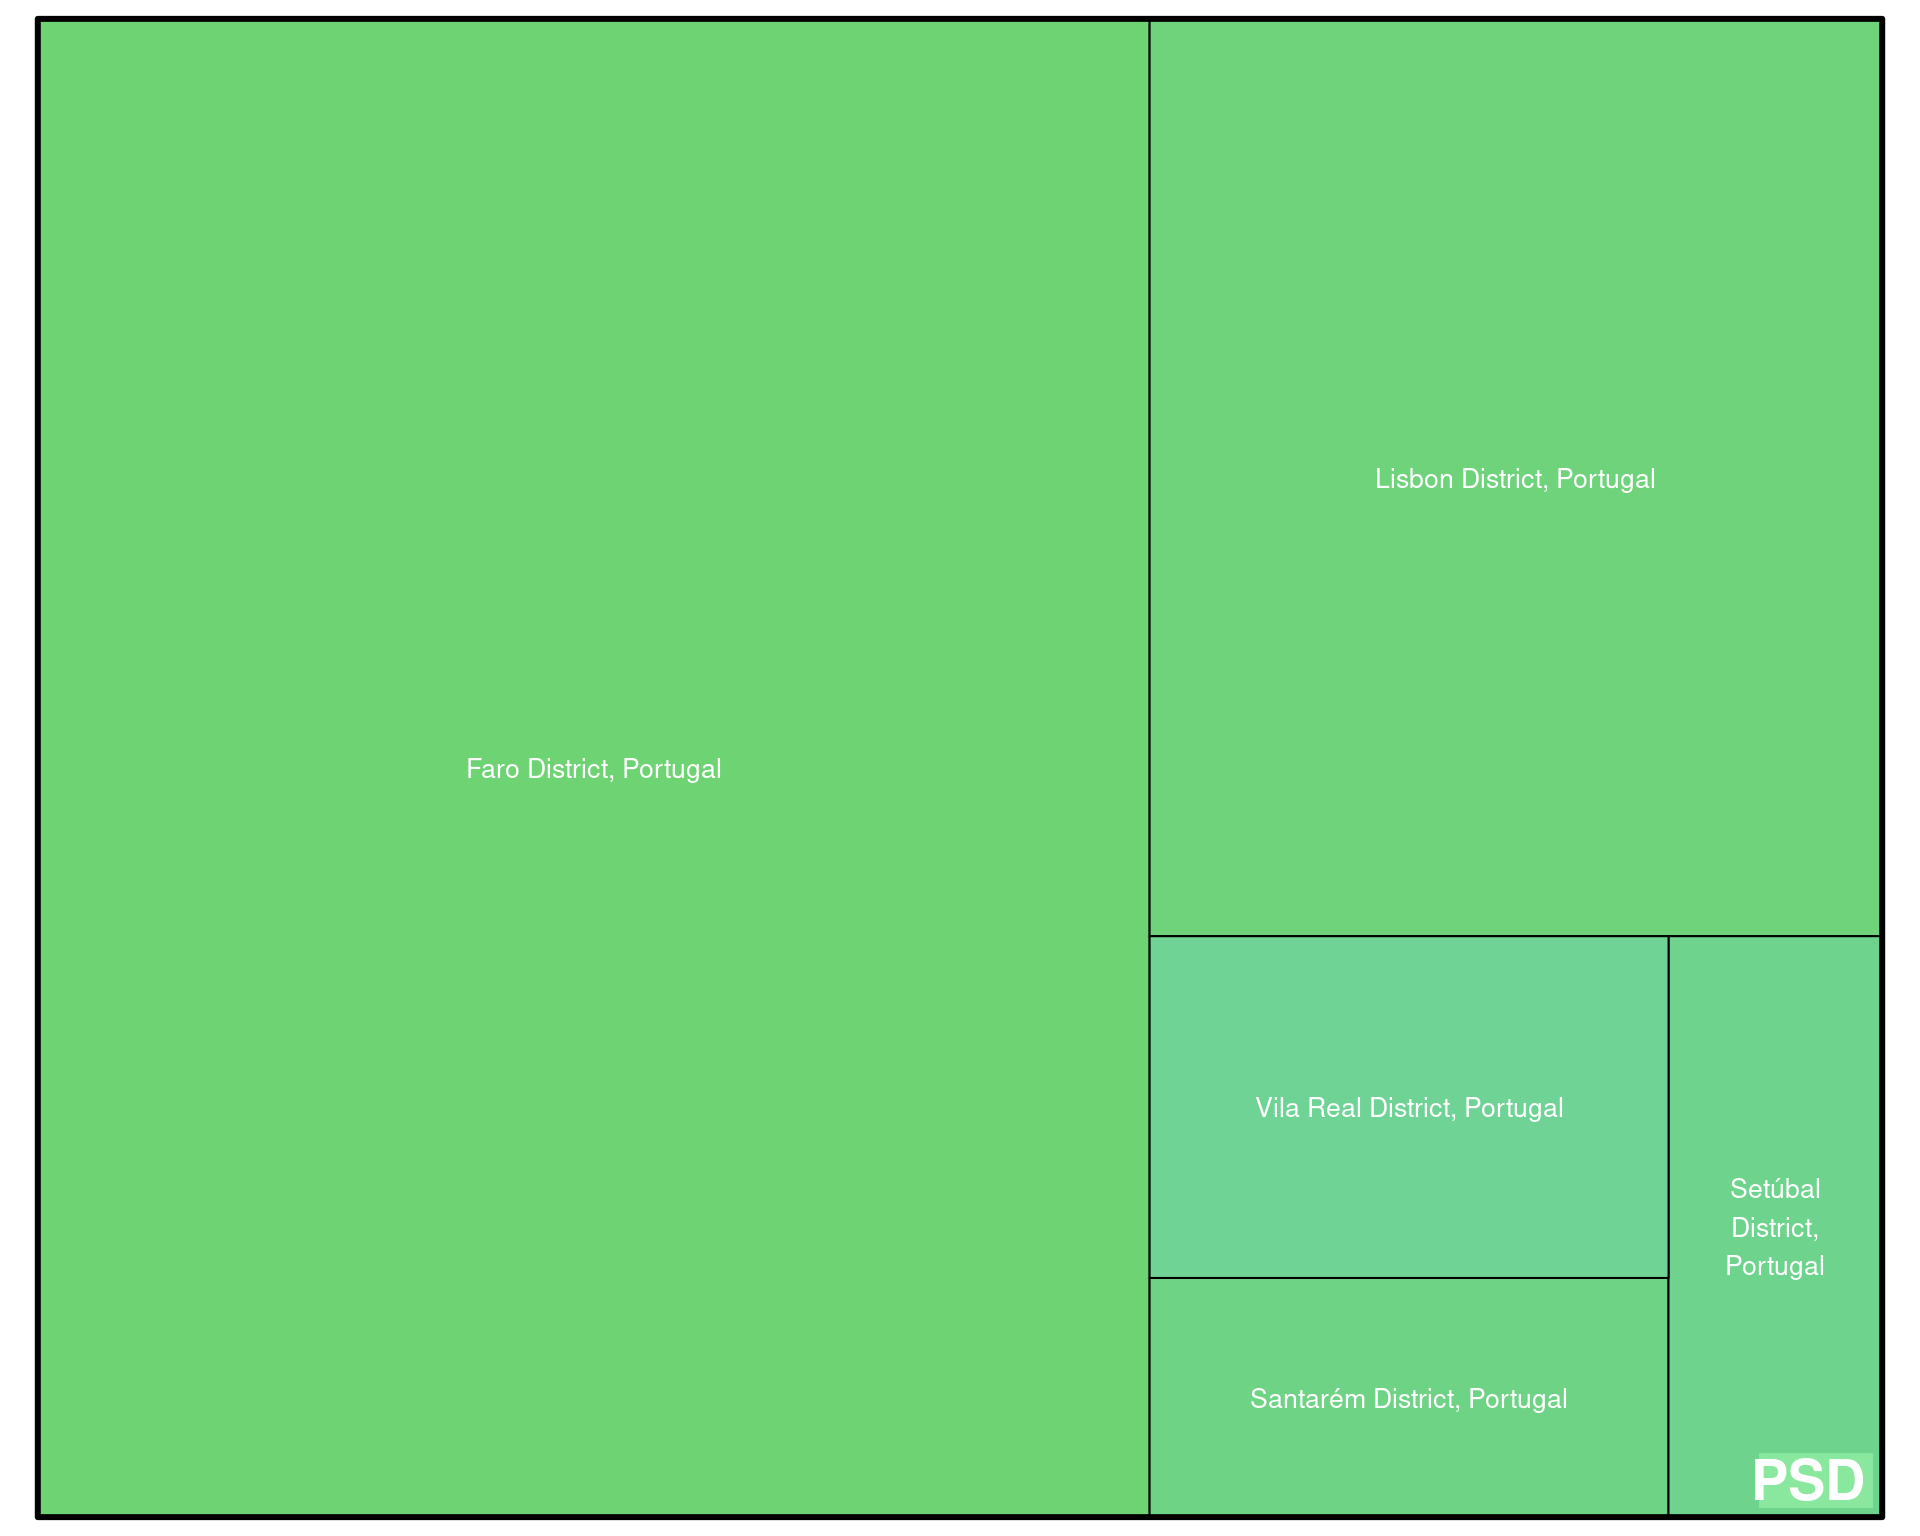 Faro District, Portugal
Lisbon District, Portugal
Vila Real District, Portugal
Setúbal
District,
Portugal
Santarém District, Portugal
PSD